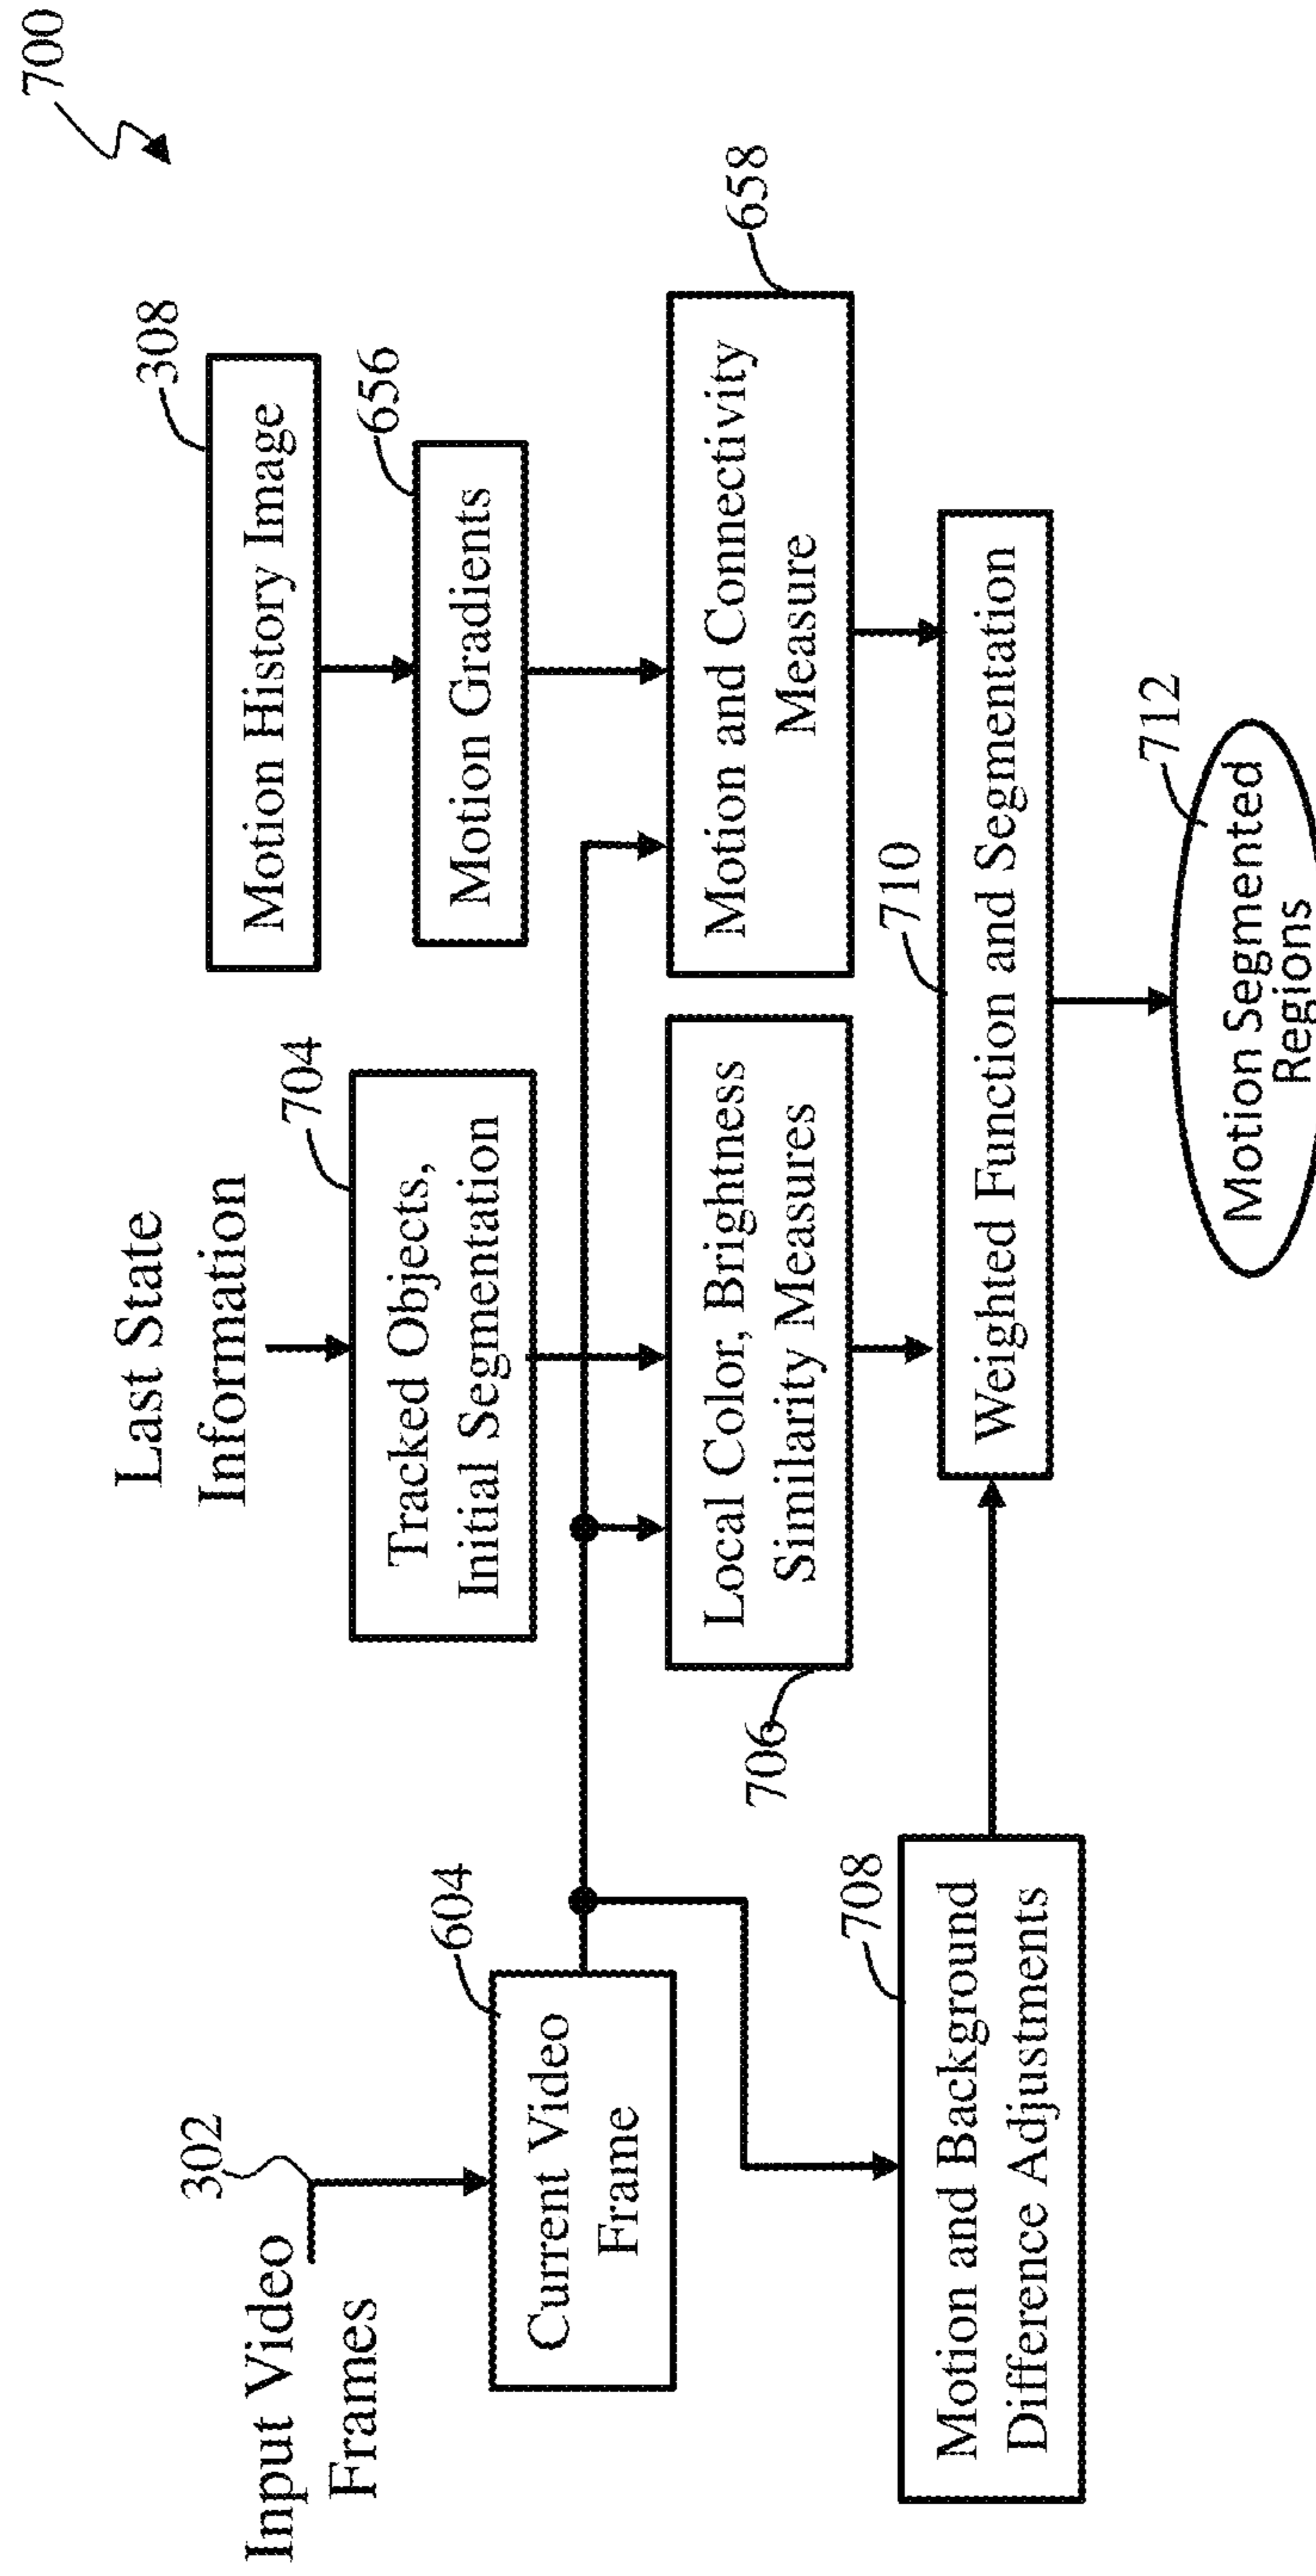 700
Input Video
Frames
302
Last State
Information
308
Motion History Image
704
Tracked Objects,
Initial Segmentation
656
Motion Gradients
604
Current Video
Frame
706
Local Color, Brightness
Similarity Measures
658
Motion and Connectivity
Measure
708
Motion and Background
Difference Adjustments
710
Weighted Function and Segmentation
712
Motion Segmented
Regions